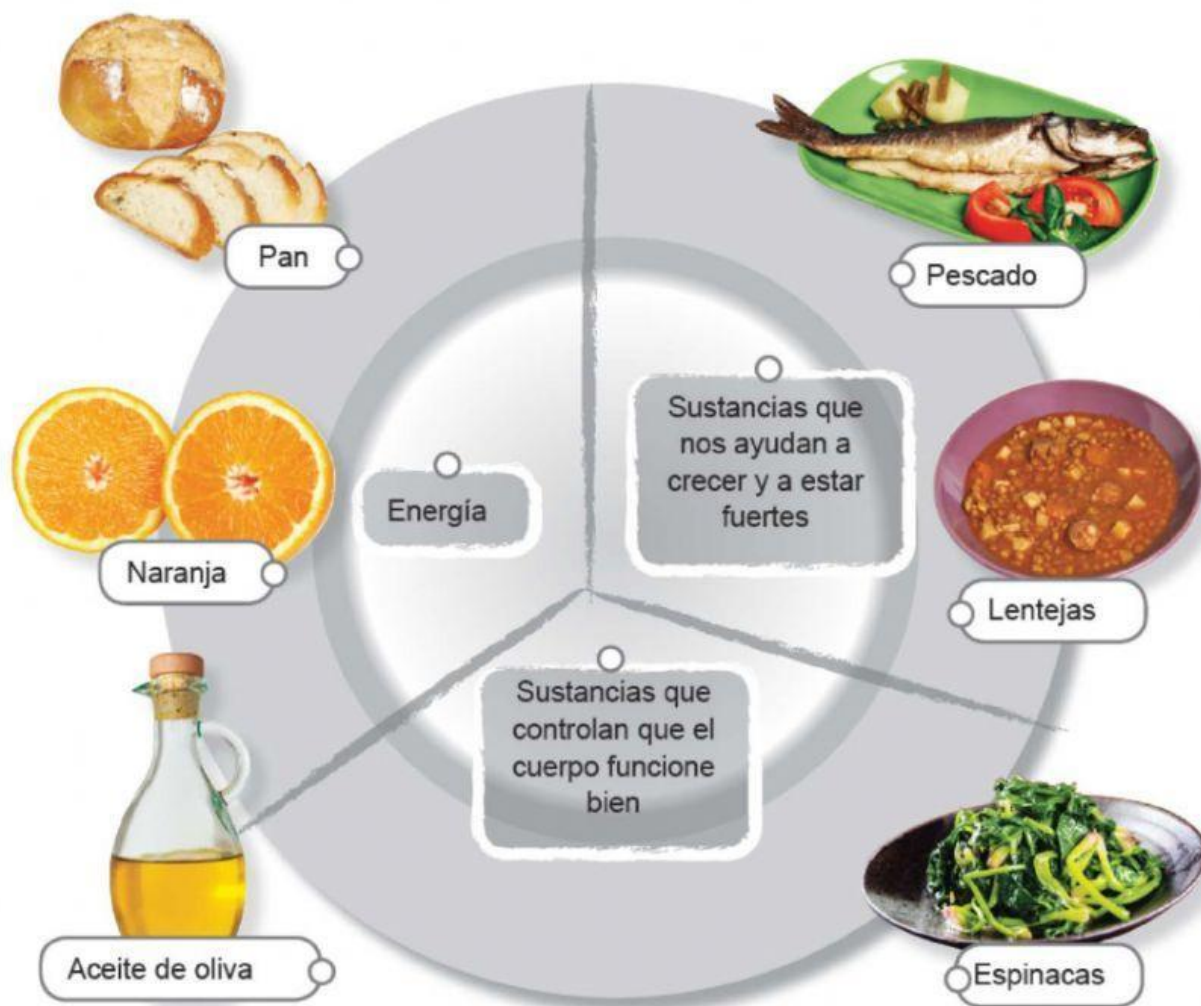 Pan
Pescado
Sustancias que
nos ayudan a
crecer y a estar
fuertes
Energía
Naranja
Lentejas
Sustancias que
controlan que el
cuerpo funcione
bien
Aceite de oliva
Espinacas